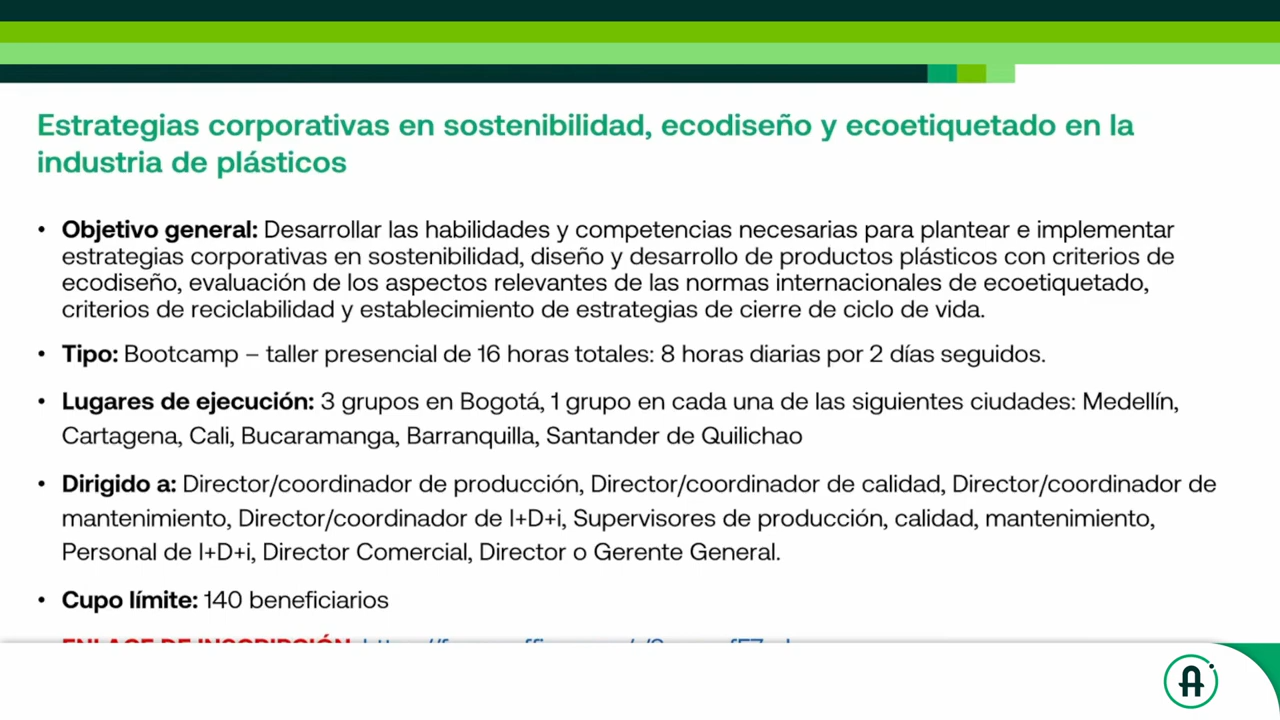 Estrategias corporativas en sostenibilidad, ecodiseño y ecoetiquetado en la
industria de plásticos
• Objetivo general: Desarrollar las habilidades y competencias necesarias para plantear e implementar
estrategias corporativas en sostenibilidad, diseño y desarrollo de productos plásticos con criterios de
ecodiseño, evaluación de los aspectos relevantes de las normas internacionales de ecoetiquetado,
criterios de reciclabilidad y establecimiento de estrategias de cierre de ciclo de vida.
• Tipo: Bootcamp – taller presencial de 16 horas totales: 8 horas diarias por 2 días seguidos.
• Lugares de ejecución: 3 grupos en Bogotá, 1 grupo en cada una de las siguientes ciudades: Medellín,
Cartagena, Cali, Bucaramanga, Barranquilla, Santander de Quilichao
• Dirigido a: Director/coordinador de producción, Director/coordinador de calidad, Director/coordinador de
mantenimiento, Director/coordinador de I+D+i, Supervisores de producción, calidad, mantenimiento,
Personal de I+D+i, Director Comercial, Director o Gerente General.
• Cupo límite: 140 beneficiarios
ENLACE DE INSCRIPCIÓN